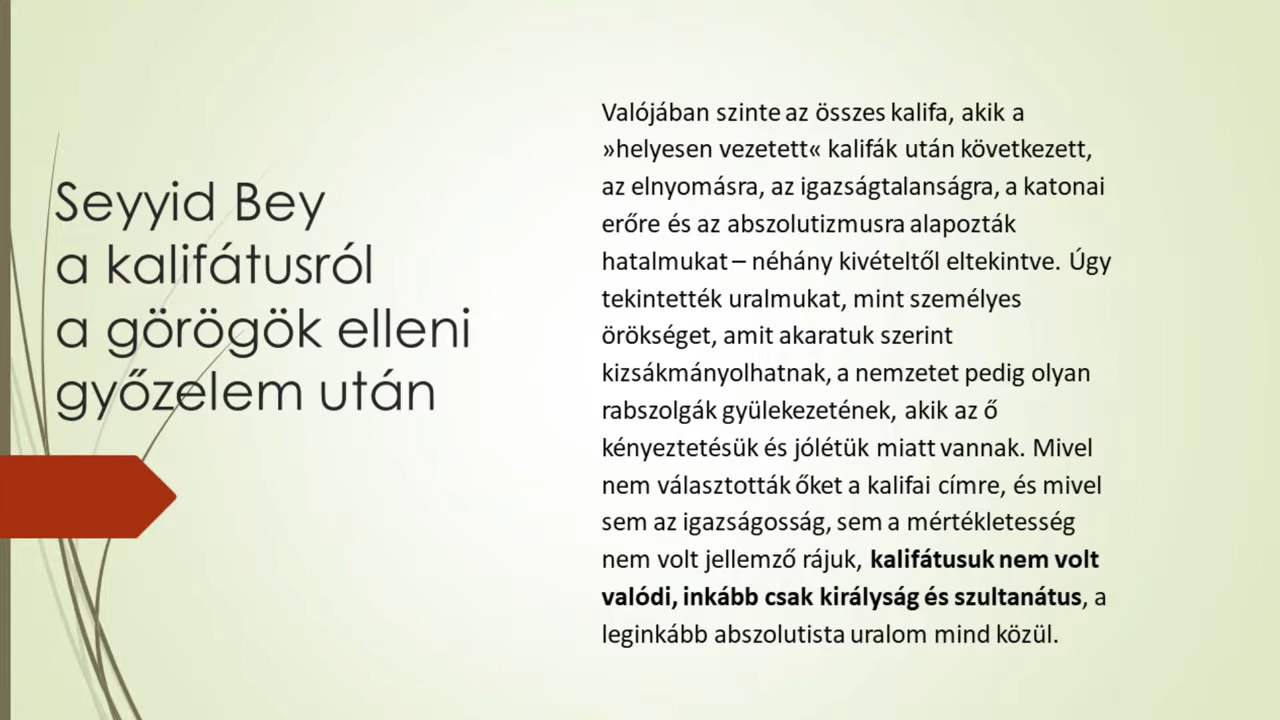 Seyyid Bey
a kalifátusról
a görögök elleni
győzelem után
Valójában szinte az összes kalifa, akik a
»helyesen vezetett« kalifák után következett,
az elnyomásra, az igazságtalanságra, a katonai
erőre és az abszolutizmusra alapozták
hatalmukat – néhány kivételtől eltekintve. Úgy
tekintették uralmukat, mint személyes
örökséget, amit akaratuk szerint
kizsákmányolhatnak, a nemzetet pedig olyan
rabszolgák gyülekezetének, akik az ő
kényeztetésük és jólétük miatt vannak. Mivel
nem választották őket a kalifai címre, és mivel
sem az igazságosság, sem a mértékletesség
nem volt jellemző rájuk, kalifátusuk nem volt
valódi, inkább csak királyság és szultanátus, a
leginkább abszolutista uralom mind közül.